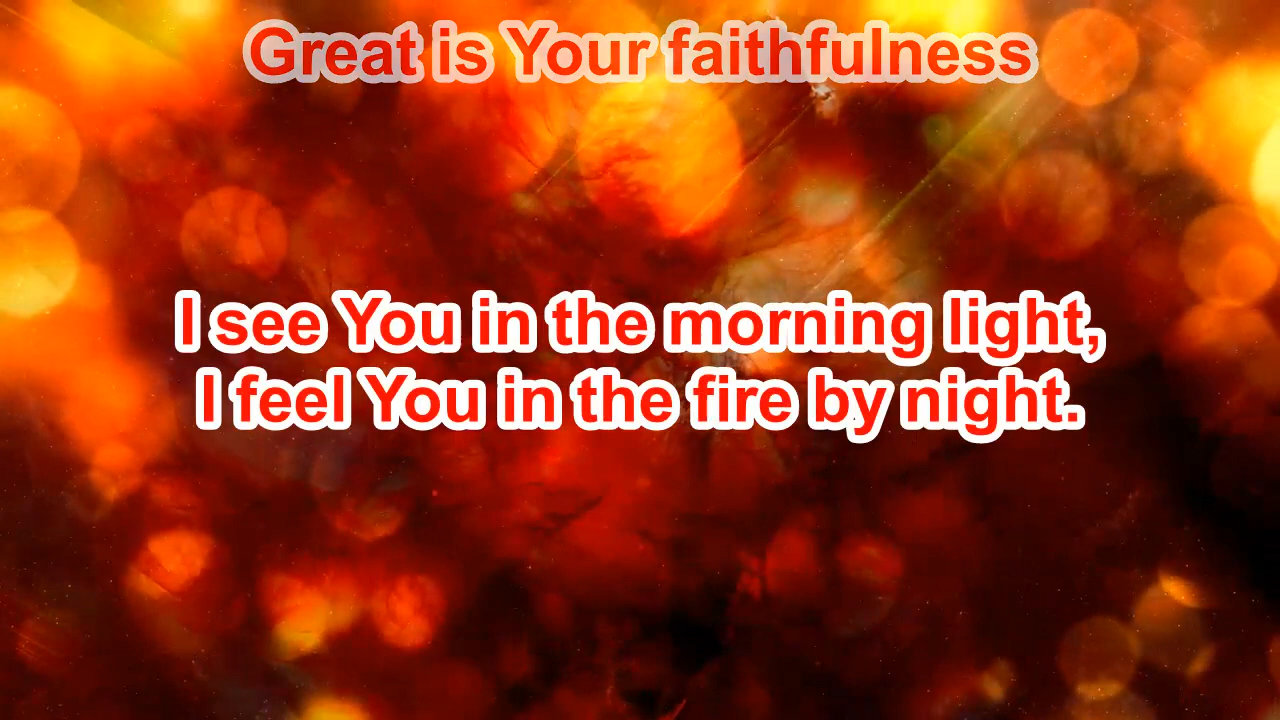 Great is Your faithfulness
I see You in the morning light,
I feel You in the fire by night.